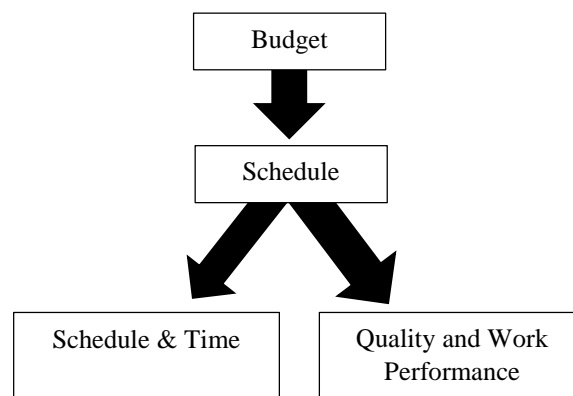 Budget
Schedule
Schedule & Time
Quality and Work
Performance